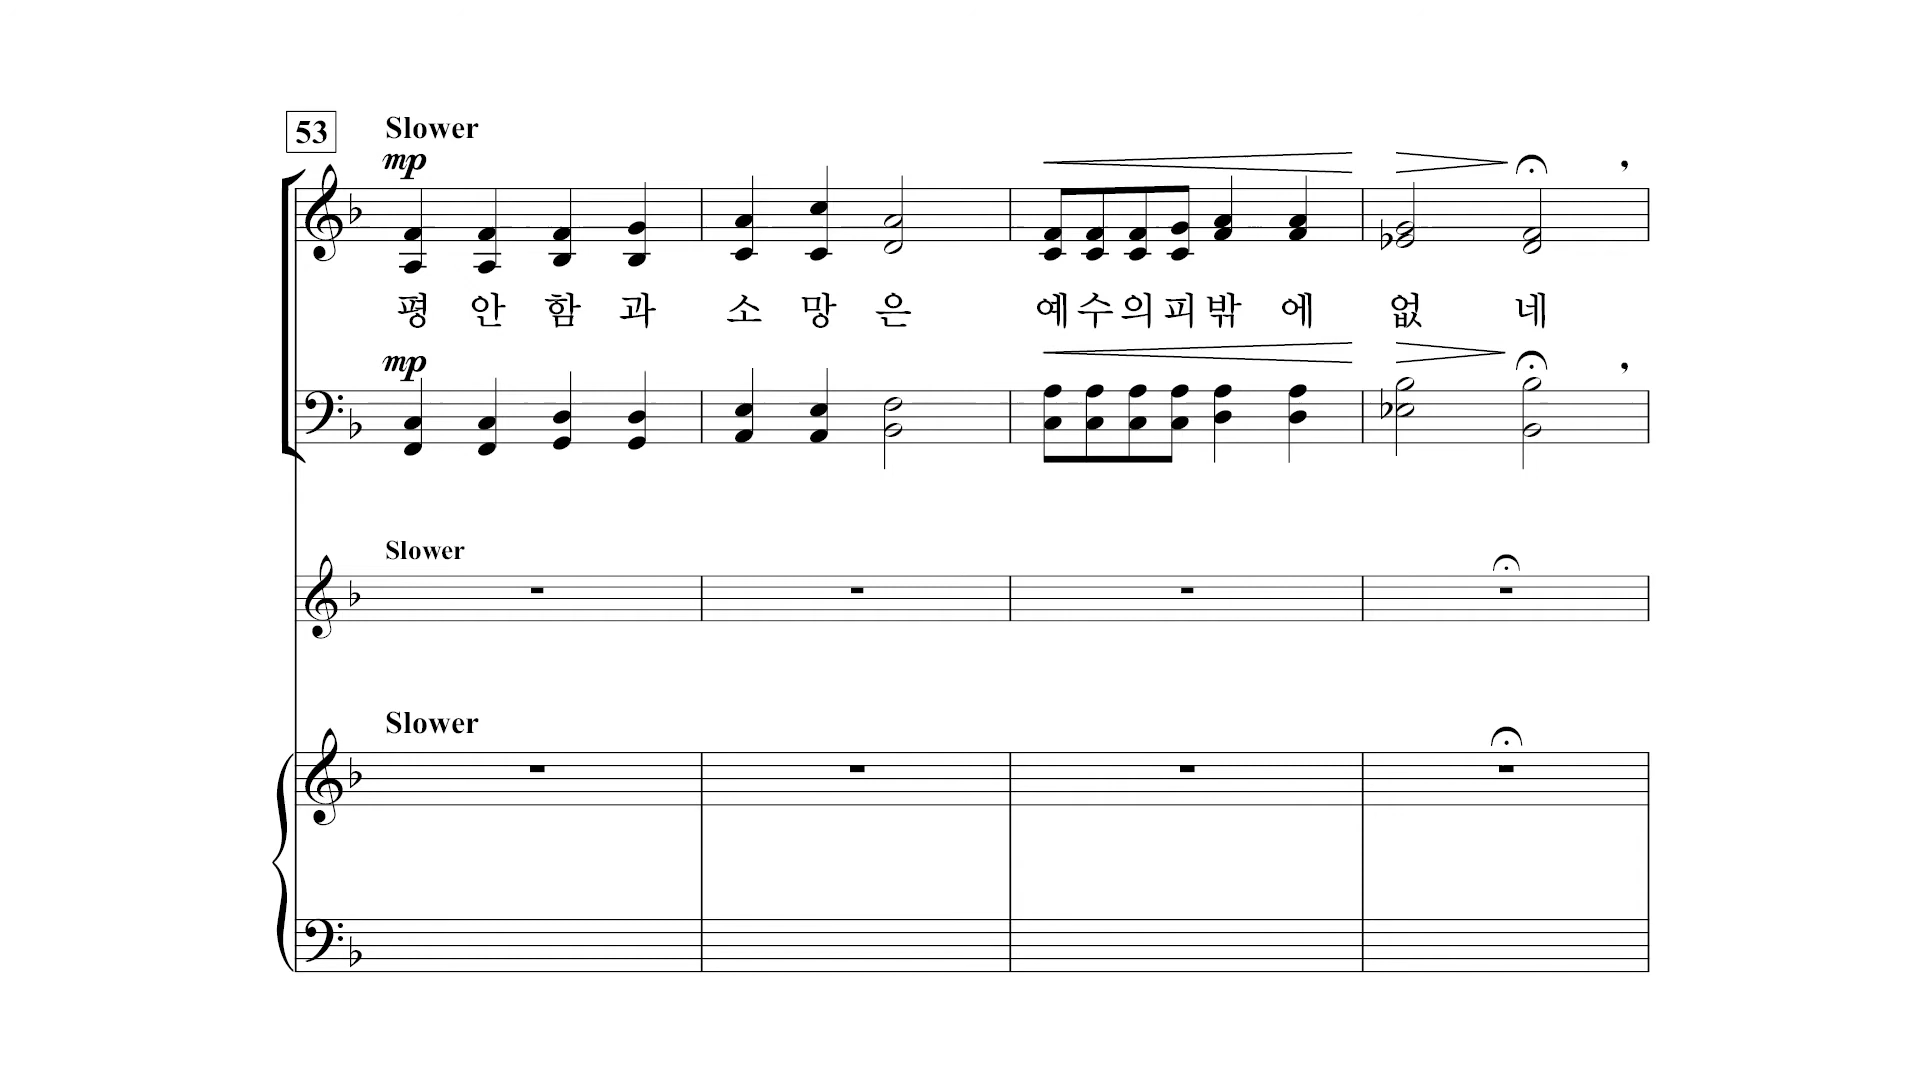 53 Slower
mp
평 안 함 과 소 망 은 예 수 의 피 밖 에 없 네
mp
Slower
Slower